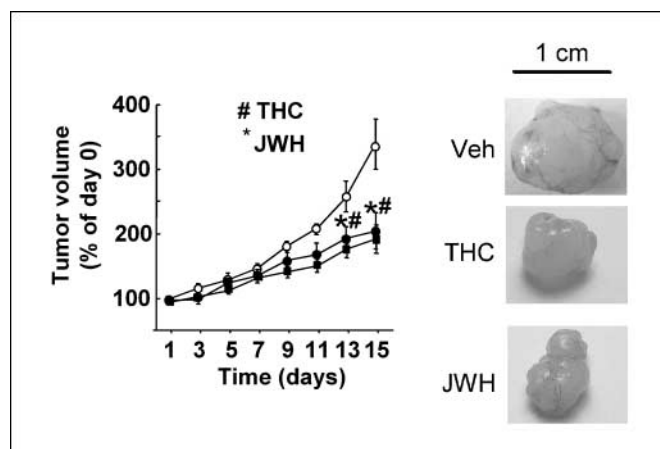 1 cm
400
# THC
* JWH
Veh
300
*#
*#
200
THC
100
1 3 5 7 9 11 13 15
JWH
Time (days)
Tumor volume
(% of day 0)